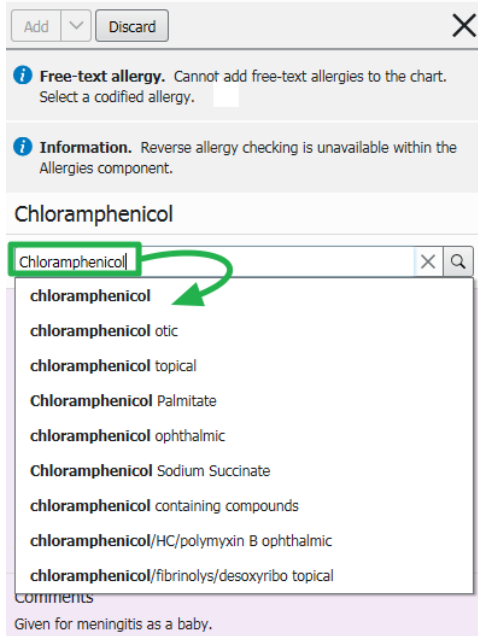 Add Discard
Free-text allergy. Cannot add free-text allergies to the chart.
Select a codified allergy.
Information. Reverse allergy checking is unavailable within the
Allergies component.
Chloramphenicol
Chloramphenicol
chloramphenicol
chloramphenicol otic
chloramphenicol topical
Chloramphenicol Palmitate
chloramphenicol ophthalmic
Chloramphenicol Sodium Succinate
chloramphenicol containing compounds
chloramphenicol/HC/polymyxin B ophthalmic
chloramphenicol/fibrinolys/desoxyribo topical
Comments
Given for meningitis as a baby.